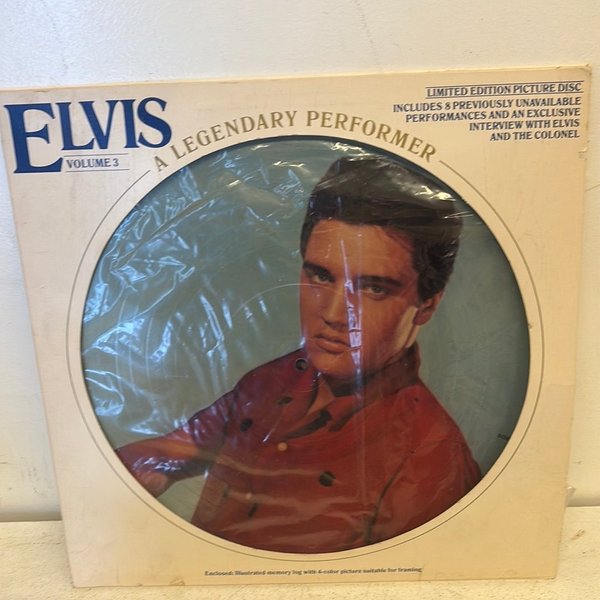 ELVIS
VOLUME 3
A LEGENDARY PERFORMER
LIMITED EDITION PICTURE DISC
INCLUDES 8 PREVIOUSLY UNAVAILABLE
PERFORMANCES AND AN EXCLUSIVE
INTERVIEW WITH ELVIS
AND THE COLONEL
Enclosed: Illustrated memory log with 4-color picture suitable for framing